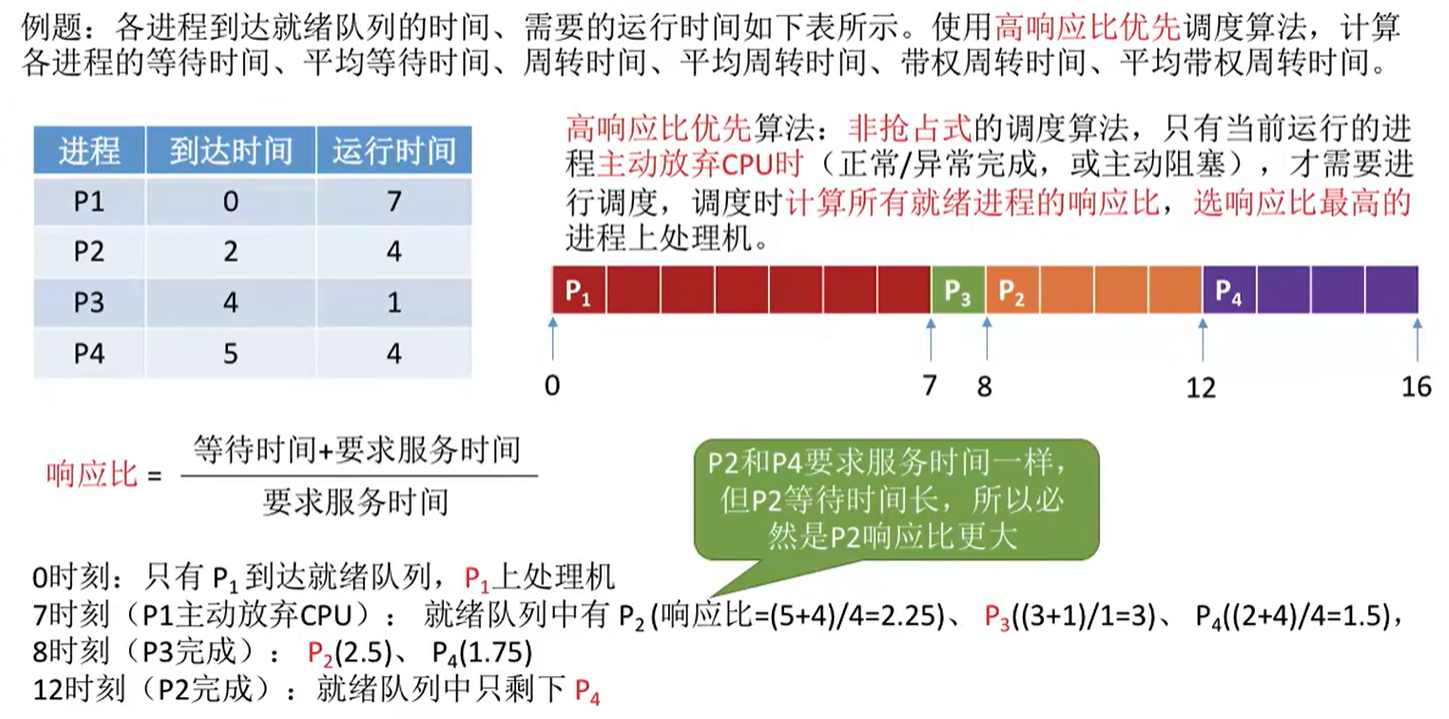 例题：各进程到达就绪队列的时间、需要的运行时间如下表所示。使用高响应比优先调度算法，计算
各进程的等待时间、平均等待时间、周转时间、平均周转时间、带权周转时间、平均带权周转时间。
进程 到达时间 运行时间
P1 0 7
P2 2 4
P3 4 1
P4 5 4
高响应比优先算法：非抢占式的调度算法，只有当前运行的进
程主动放弃CPU时（正常/异常完成，或主动阻塞），才需要进
行调度，调度时计算所有就绪进程的响应比，选响应比最高的
进程上处理机。
P₁ P₃ P₂ P₄
0 7 8 12 16
响应比 = 等待时间+要求服务时间
要求服务时间
P2和P4要求服务时间一样，
但P2等待时间长，所以必
然是P2响应比更大
0时刻：只有 P₁ 到达就绪队列，P₁上处理机
7时刻（P1主动放弃CPU）： 就绪队列中有 P₂ (响应比=(5+4)/4=2.25)、 P₃((3+1)/1=3)、 P₄((2+4)/4=1.5)，
8时刻（P3完成）： P₂(2.5)、 P₄(1.75)
12时刻（P2完成）：就绪队列中只剩下 P₄